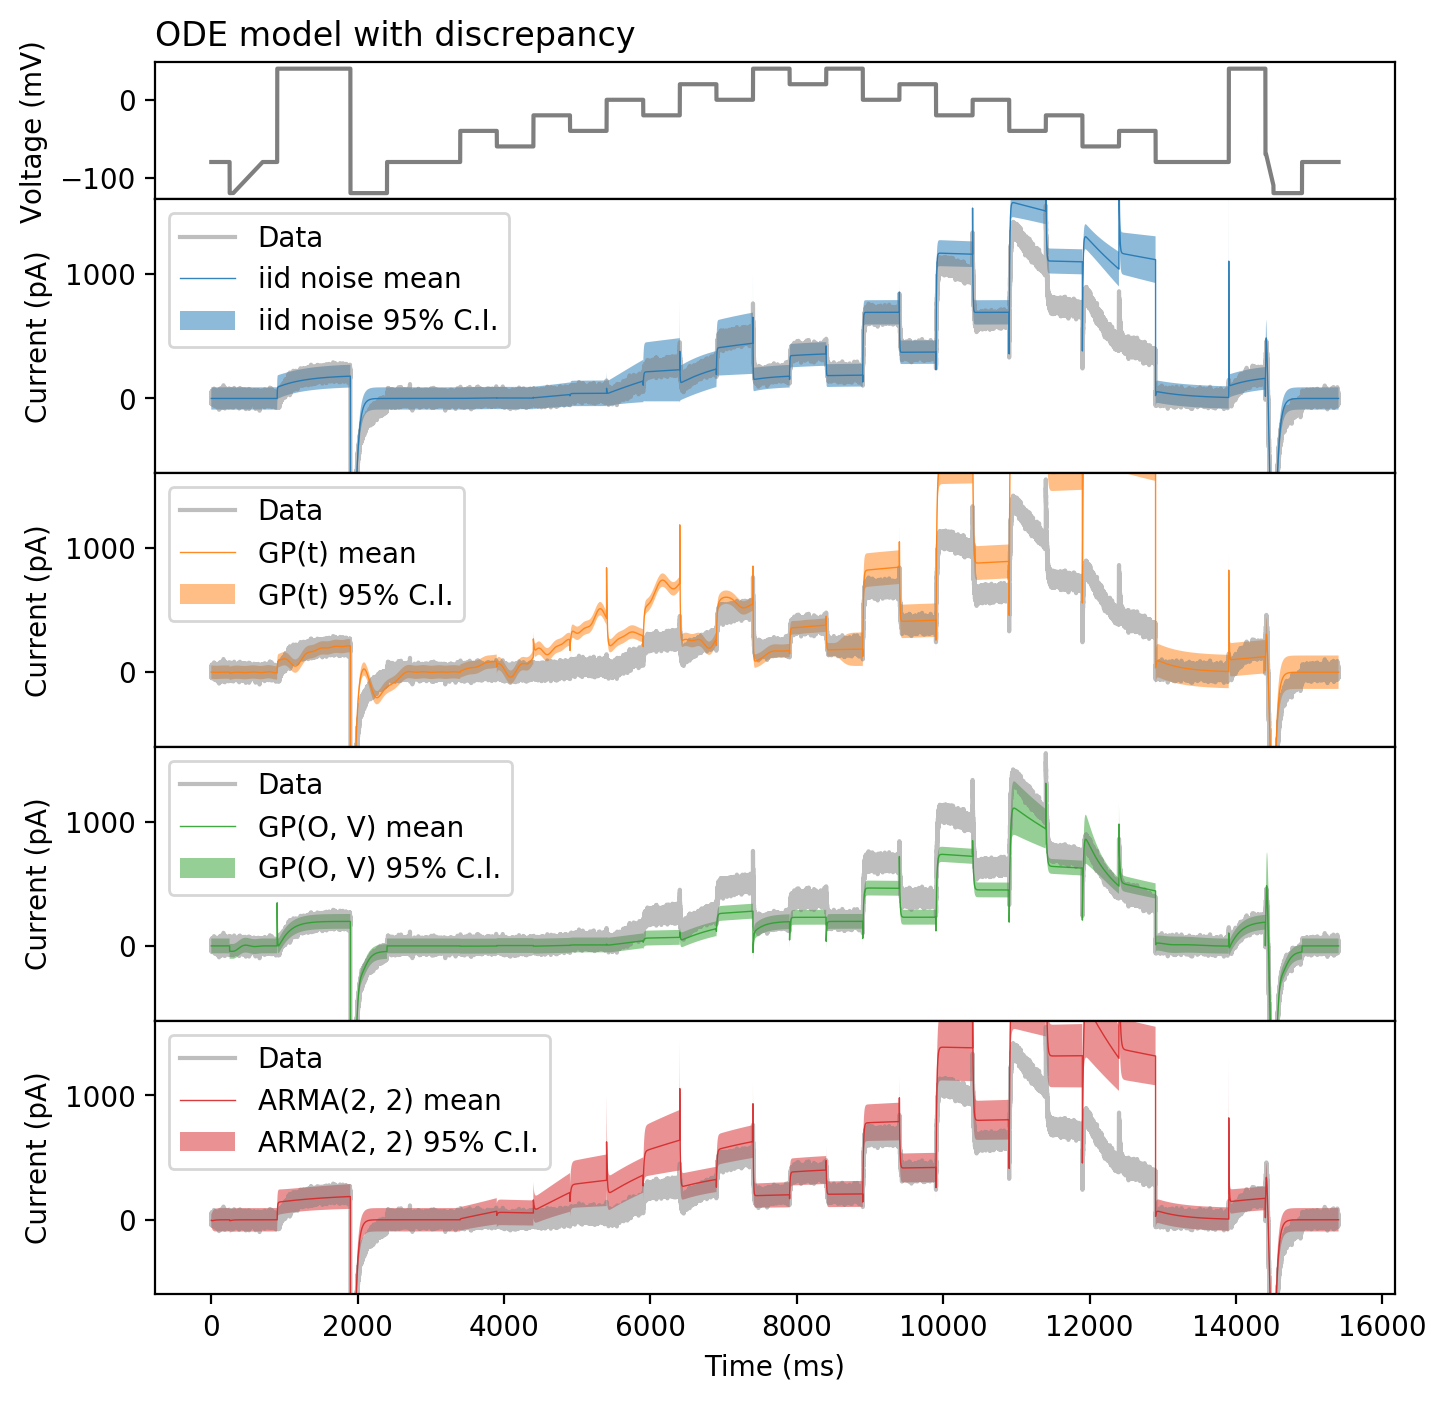 ODE model with discrepancy
Voltage (mV)
0
−100
Current (pA)
1000
0
Data
iid noise mean
iid noise 95% C.I.
Current (pA)
1000
0
Data
GP(t) mean
GP(t) 95% C.I.
Current (pA)
1000
0
Data
GP(O, V) mean
GP(O, V) 95% C.I.
Current (pA)
1000
0
Data
ARMA(2, 2) mean
ARMA(2, 2) 95% C.I.
0 2000 4000 6000 8000 10000 12000 14000 16000
Time (ms)